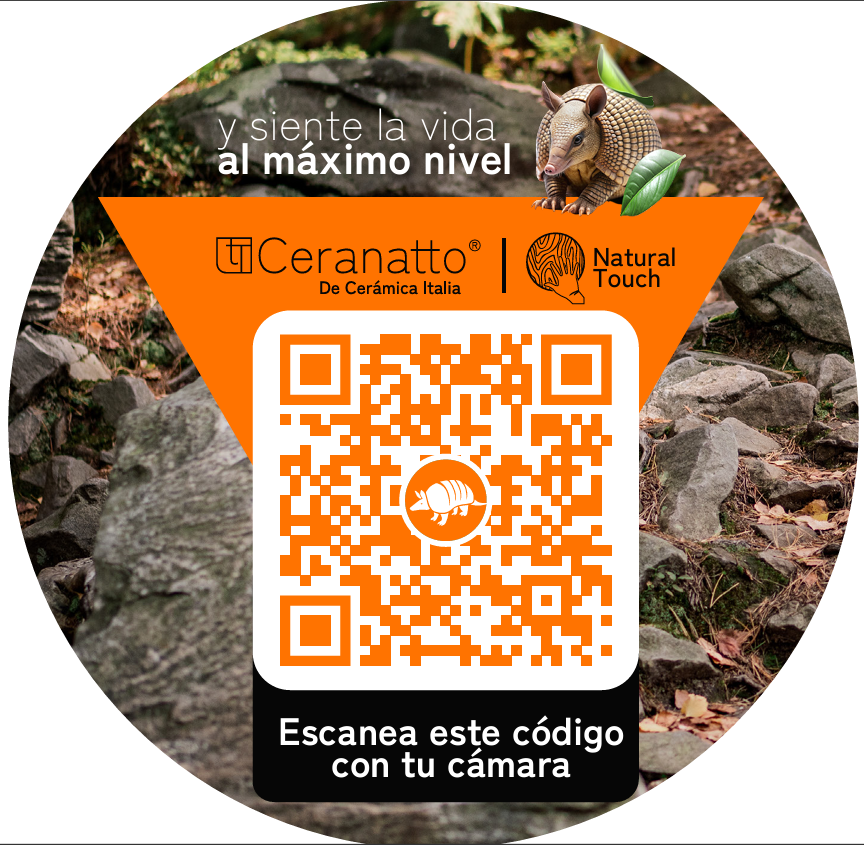 y siente la vida
al máximo nivel
Ceranatto®
De Cerámica Italia
Natural
Touch
Escanea este código
con tu cámara